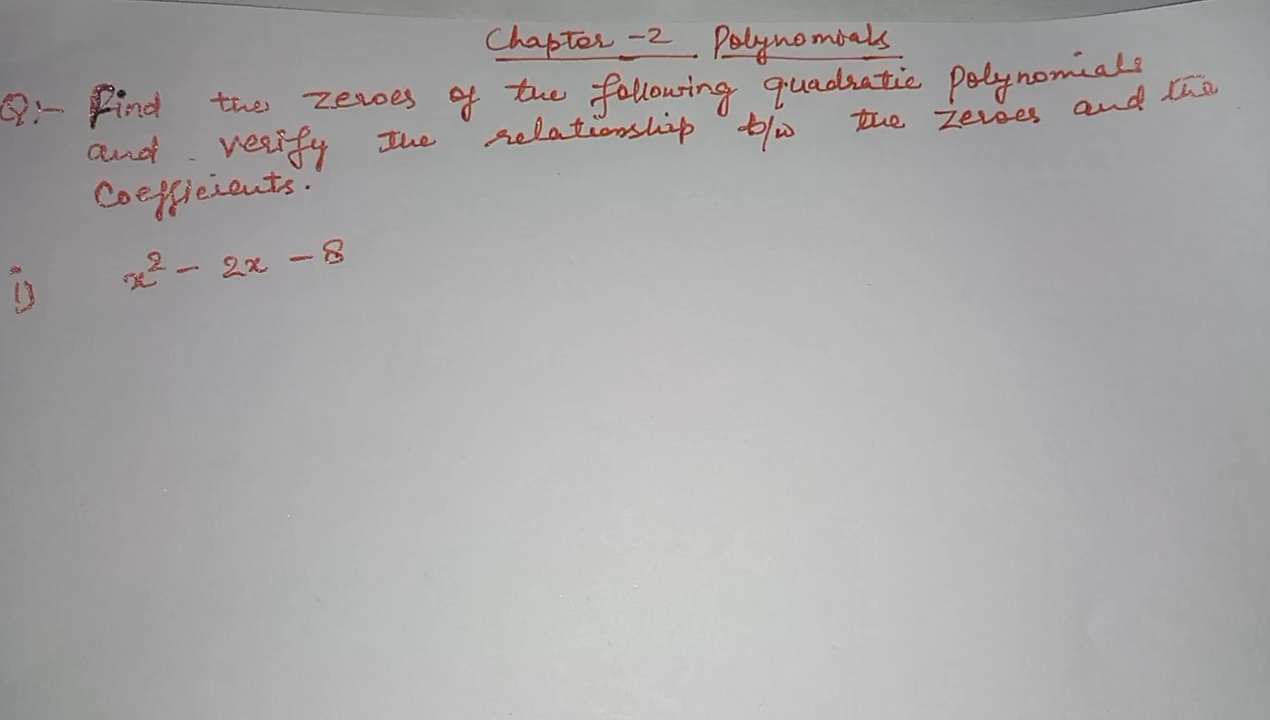 Chapter - 2 Polynomials
Q:- Find the zeroes of the following quadratic Polynomials
and verify the relationship b/w the zeroes and the
Coefficients.
i) x² - 2x - 8